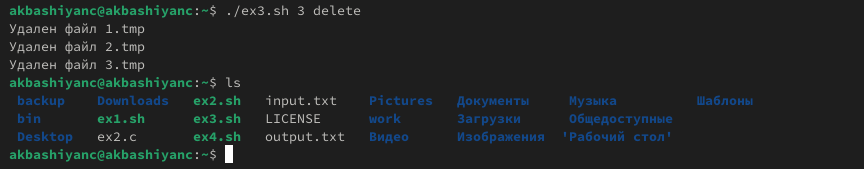 akbashiyanc@akbashiyanc:~$ ./ex3.sh 3 delete
Удален файл 1.tmp
Удален файл 2.tmp
Удален файл 3.tmp
akbashiyanc@akbashiyanc:~$ ls
backup Downloads ex2.sh input.txt Pictures Документы Музыка Шаблоны
bin ex1.sh ex3.sh LICENSE work Загрузки Общедоступные
Desktop ex2.c ex4.sh output.txt Видео Изображения 'Рабочий стол'
akbashiyanc@akbashiyanc:~$